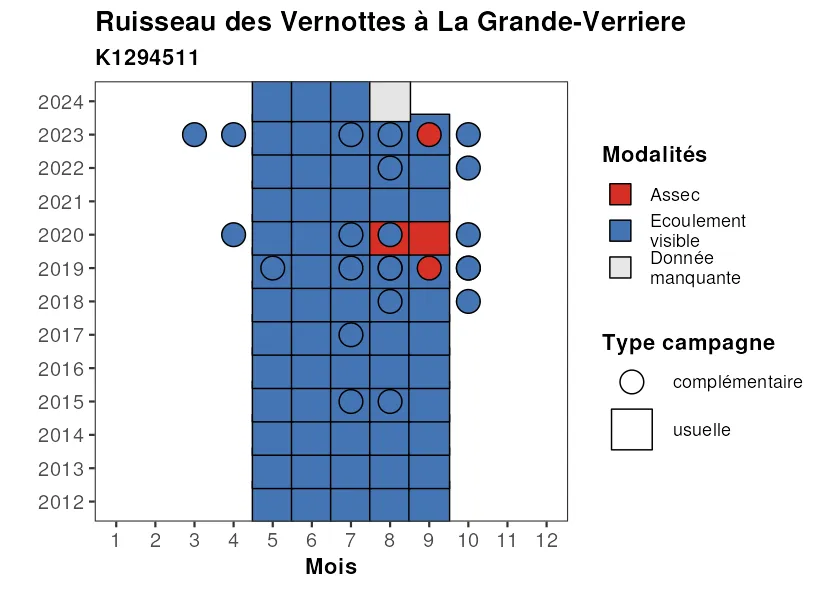 Ruisseau des Vernottes à La Grande-Verriere
K1294511
2024
2023
2022
2021
2020
2019
2018
2017
2016
2015
2014
2013
2012
1 2 3 4 5 6 7 8 9 10 11 12
Mois
Modalités
Assec
Ecoulement
visible
Donnée
manquante
Type campagne
complémentaire
usuelle